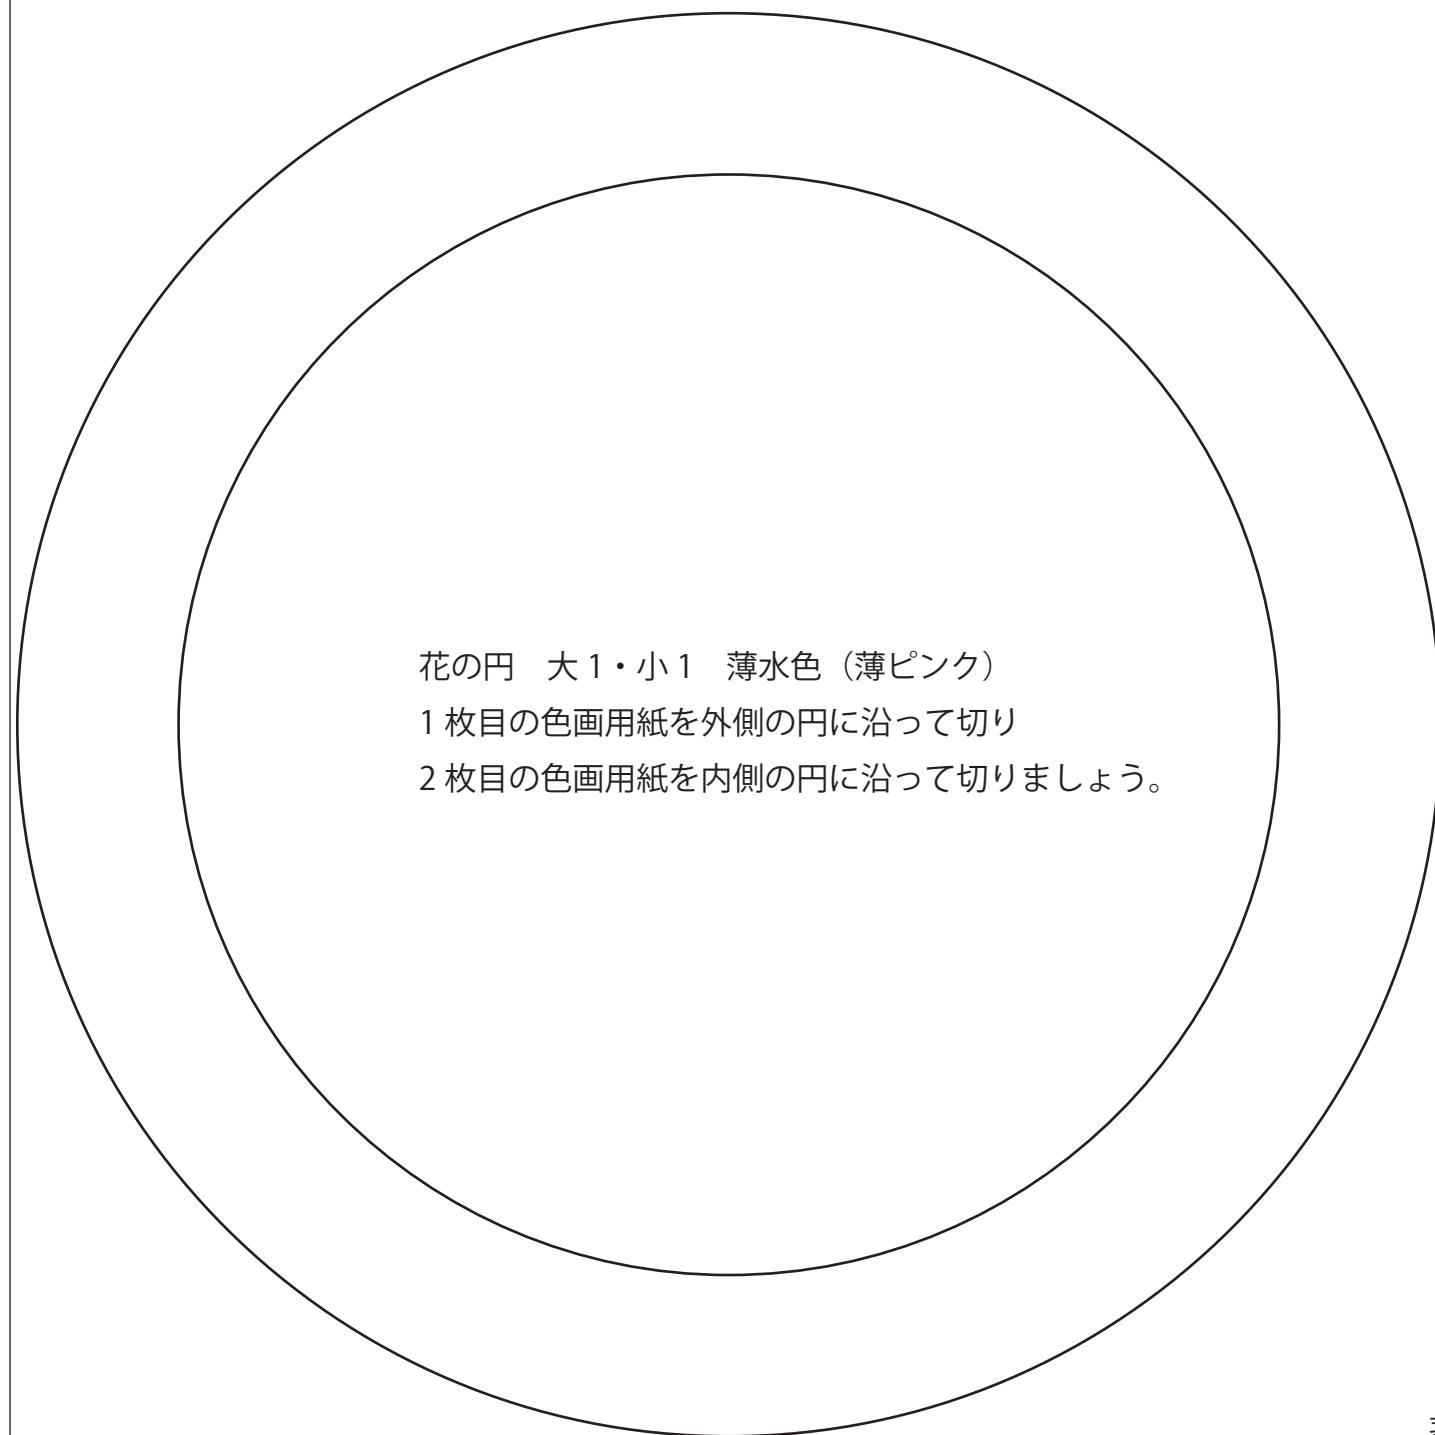 花の円　大 1・小 1　薄水色（薄ピンク）
1 枚目の色画用紙を外側の円に沿って切り
2 枚目の色画用紙を内側の円に沿って切りましょう。